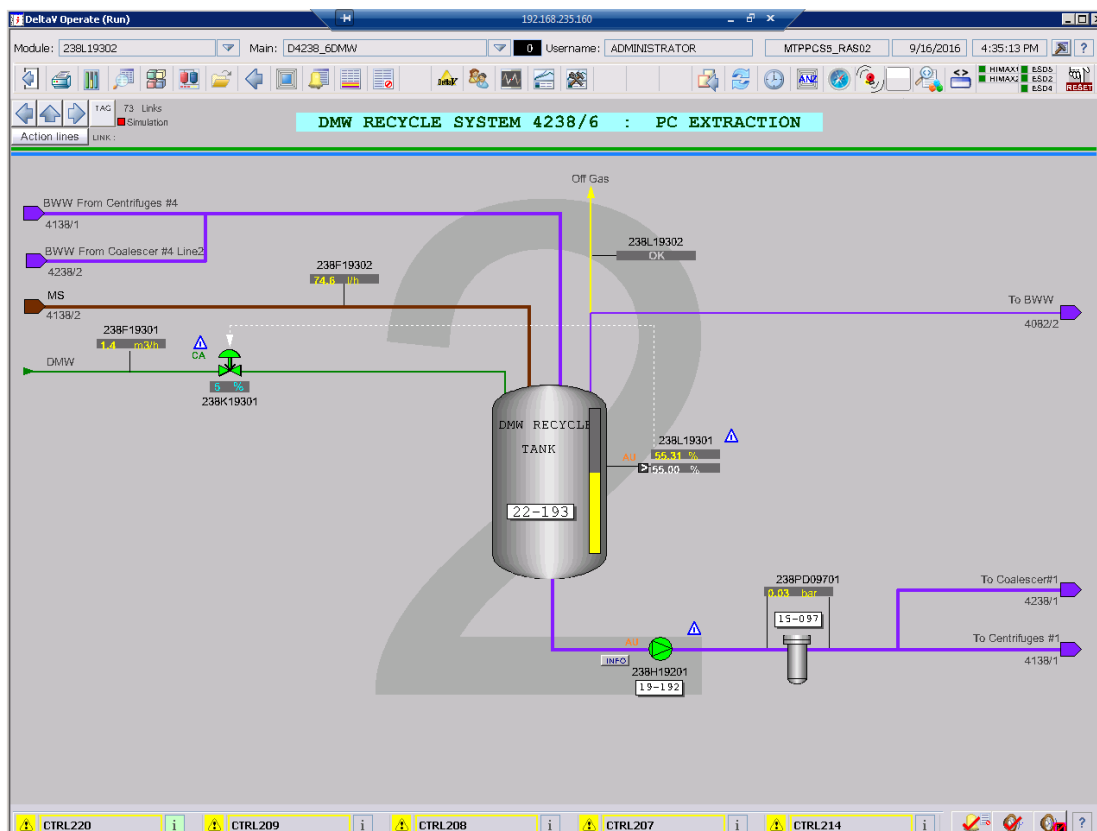 DeltaV Operate (Run)
192.168.235.160
Module: 238L19302 Main: D4238_6DMW 0 Username: ADMINISTRATOR MTPPCS5_RAS02 9/16/2016 4:35:13 PM ?
DeltaV
ANZ
<>
HIMAX1 ESD5
HIMAX2 ESD2
ESD4
RESET
TAG 73 Links
Simulation
Action lines LINK :
DMW RECYCLE SYSTEM 4238/6 : PC EXTRACTION
2
Off Gas
BWW From Centrifuges #4
4138/1
238L19302
OK
BWW From Coalescer #4 Line2
4238/2
238F19302
74.6 l/h
MS
4138/2
To BWW
4082/2
238F19301
1.4 m3/h
CA
DMW
5 %
238K19301
DMW RECYCLE
TANK
22-193
238L19301
AU
55.31 %
>
55.00 %
238PD09701
0.03 bar
15-097
To Coalescer#1
4238/1
AU
INFO
238H19201
19-192
To Centrifuges #1
4138/1
CTRL220 i CTRL209 i CTRL208 i CTRL207 i CTRL214 i ?